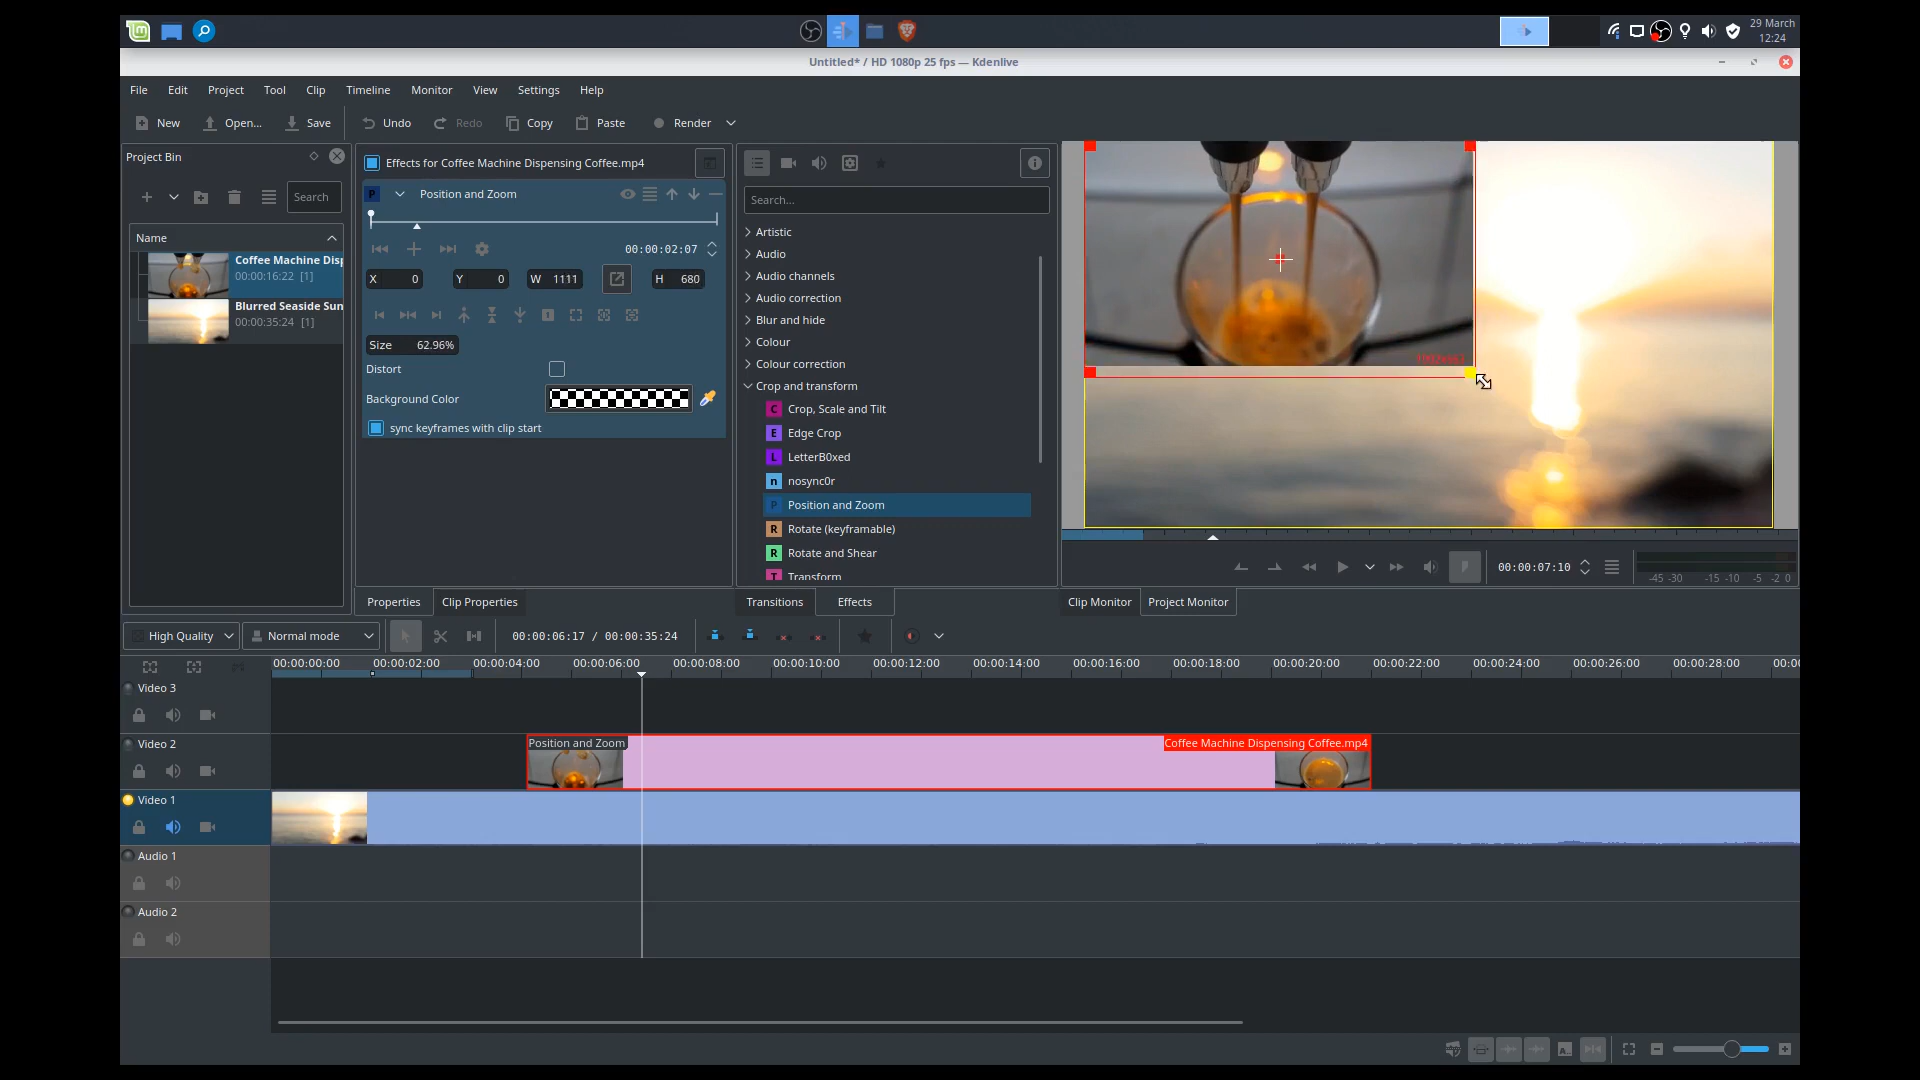 29 March
12:24
Untitled* / HD 1080p 25 fps — Kdenlive
File Edit Project Tool Clip Timeline Monitor View Settings Help
New Open... Save Undo Redo Copy Paste Render
Project Bin
Search
Name
Coffee Machine Disp
00:00:16:22 [1]
Blurred Seaside Sun
00:00:35:24 [1]
Effects for Coffee Machine Dispensing Coffee.mp4
P Position and Zoom
00:00:02:07
X 0 Y 0 W 1111 H 680
Size 62.96%
Distort
Background Color
sync keyframes with clip start
Properties Clip Properties
Search...
Artistic
Audio
Audio channels
Audio correction
Blur and hide
Colour
Colour correction
Crop and transform
C Crop, Scale and Tilt
E Edge Crop
L LetterB0xed
n nosync0r
P Position and Zoom
R Rotate (keyframable)
R Rotate and Shear
T Transform
Transitions Effects
00:00:07:10
-45 -30 -15 -10 -5 -2 0
Clip Monitor Project Monitor
High Quality Normal mode 00:00:06:17 / 00:00:35:24
00:00:00:00 00:00:02:00 00:00:04:00 00:00:06:00 00:00:08:00 00:00:10:00 00:00:12:00 00:00:14:00 00:00:16:00 00:00:18:00 00:00:20:00 00:00:22:00 00:00:24:00 00:00:26:00 00:00:28:00 00:00
Video 3
Video 2
Position and Zoom Coffee Machine Dispensing Coffee.mp4
Video 1
Audio 1
Audio 2